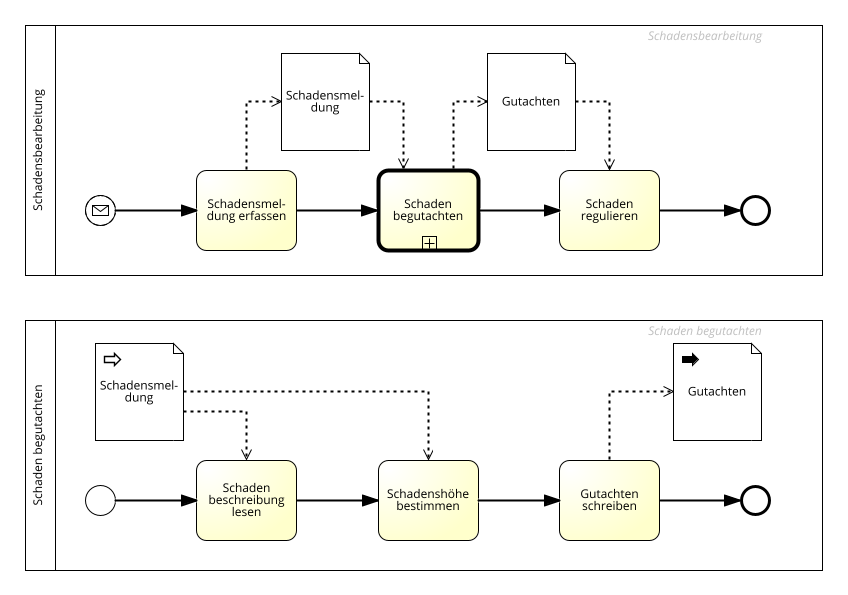 Schadensbearbeitung
Schadensbearbeitung
Schadensmel-
dung
Gutachten
Schadensmel-
dung erfassen
Schaden
begutachten
Schaden
regulieren
Schaden begutachten
Schaden begutachten
Schadensmel-
dung
Gutachten
Schaden
beschreibung
lesen
Schadenshöhe
bestimmen
Gutachten
schreiben